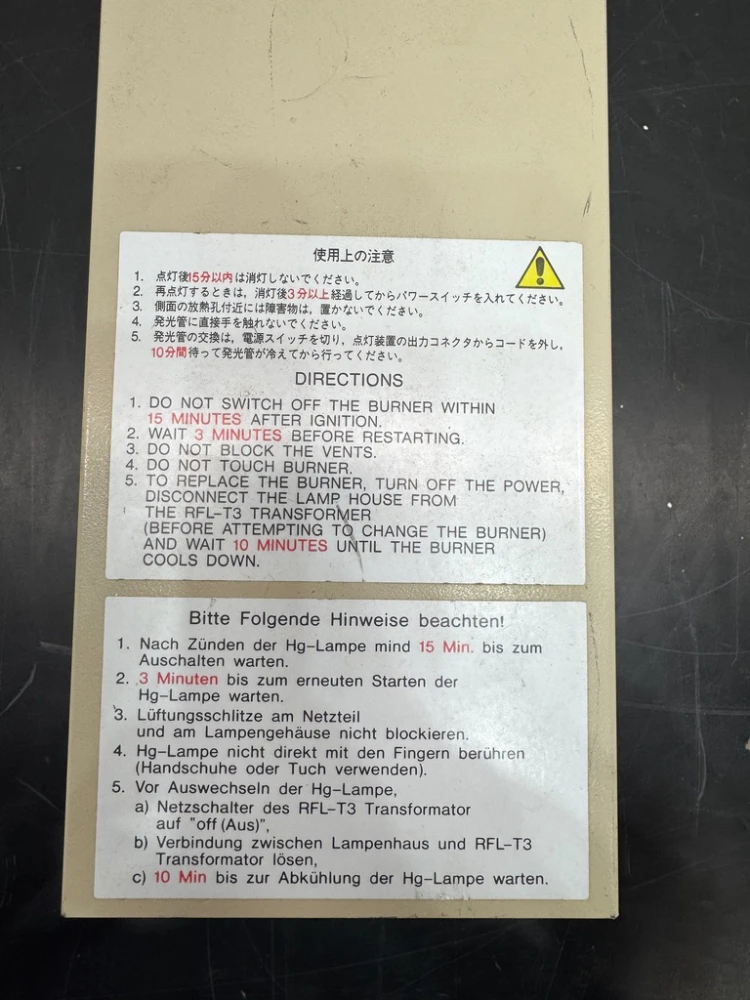 使用上の注意
1. 点灯後15分以内は消灯しないでください。
2. 再点灯するときは，消灯後3分以上経過してからパワースイッチを入れてください。
3. 側面の放熱孔付近には障害物は，置かないでください。
4. 発光管に直接手を触れないでください。
5. 発光管の交換は，電源スイッチを切り，点灯装置の出力コネクタからコードを外し，
10分間待って発光管が冷えてから行ってください。
DIRECTIONS
1. DO NOT SWITCH OFF THE BURNER WITHIN
15 MINUTES AFTER IGNITION.
2. WAIT 3 MINUTES BEFORE RESTARTING.
3. DO NOT BLOCK THE VENTS.
4. DO NOT TOUCH BURNER.
5. TO REPLACE THE BURNER, TURN OFF THE POWER,
DISCONNECT THE LAMP HOUSE FROM
THE RFL-T3 TRANSFORMER
(BEFORE ATTEMPTING TO CHANGE THE BURNER)
AND WAIT 10 MINUTES UNTIL THE BURNER
COOLS DOWN.
Bitte Folgende Hinweise beachten!
1. Nach Zünden der Hg-Lampe mind 15 Min. bis zum
Auschalten warten.
2. 3 Minuten bis zum erneuten Starten der
Hg-Lampe warten.
3. Lüftungsschlitze am Netzteil
und am Lampengehäuse nicht blockieren.
4. Hg-Lampe nicht direkt mit den Fingern berühren
(Handschuhe oder Tuch verwenden).
5. Vor Auswechseln der Hg-Lampe,
a) Netzschalter des RFL-T3 Transformator
auf "off (Aus)",
b) Verbindung zwischen Lampenhaus und RFL-T3
Transformator lösen,
c) 10 Min bis zur Abkühlung der Hg-Lampe warten.